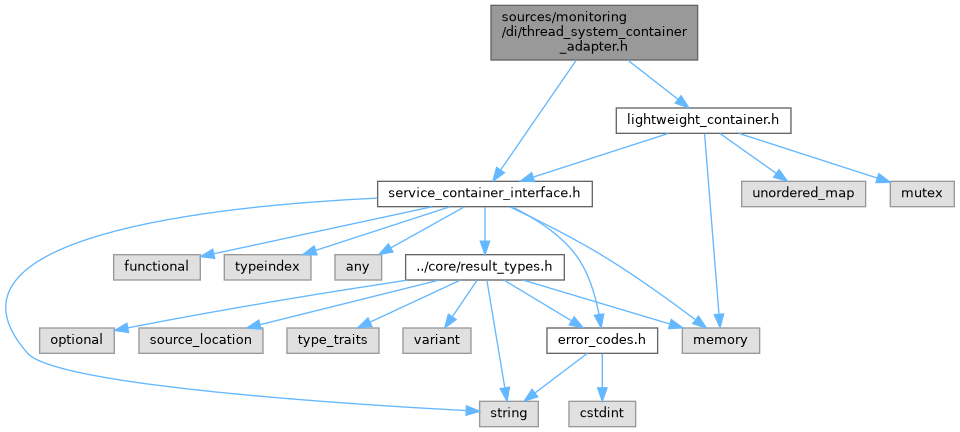 sources/monitoring
/di/thread_system_container
_adapter.h
lightweight_container.h
service_container_interface.h
unordered_map
mutex
functional
typeindex
any
../core/result_types.h
optional
source_location
type_traits
variant
error_codes.h
memory
string
cstdint